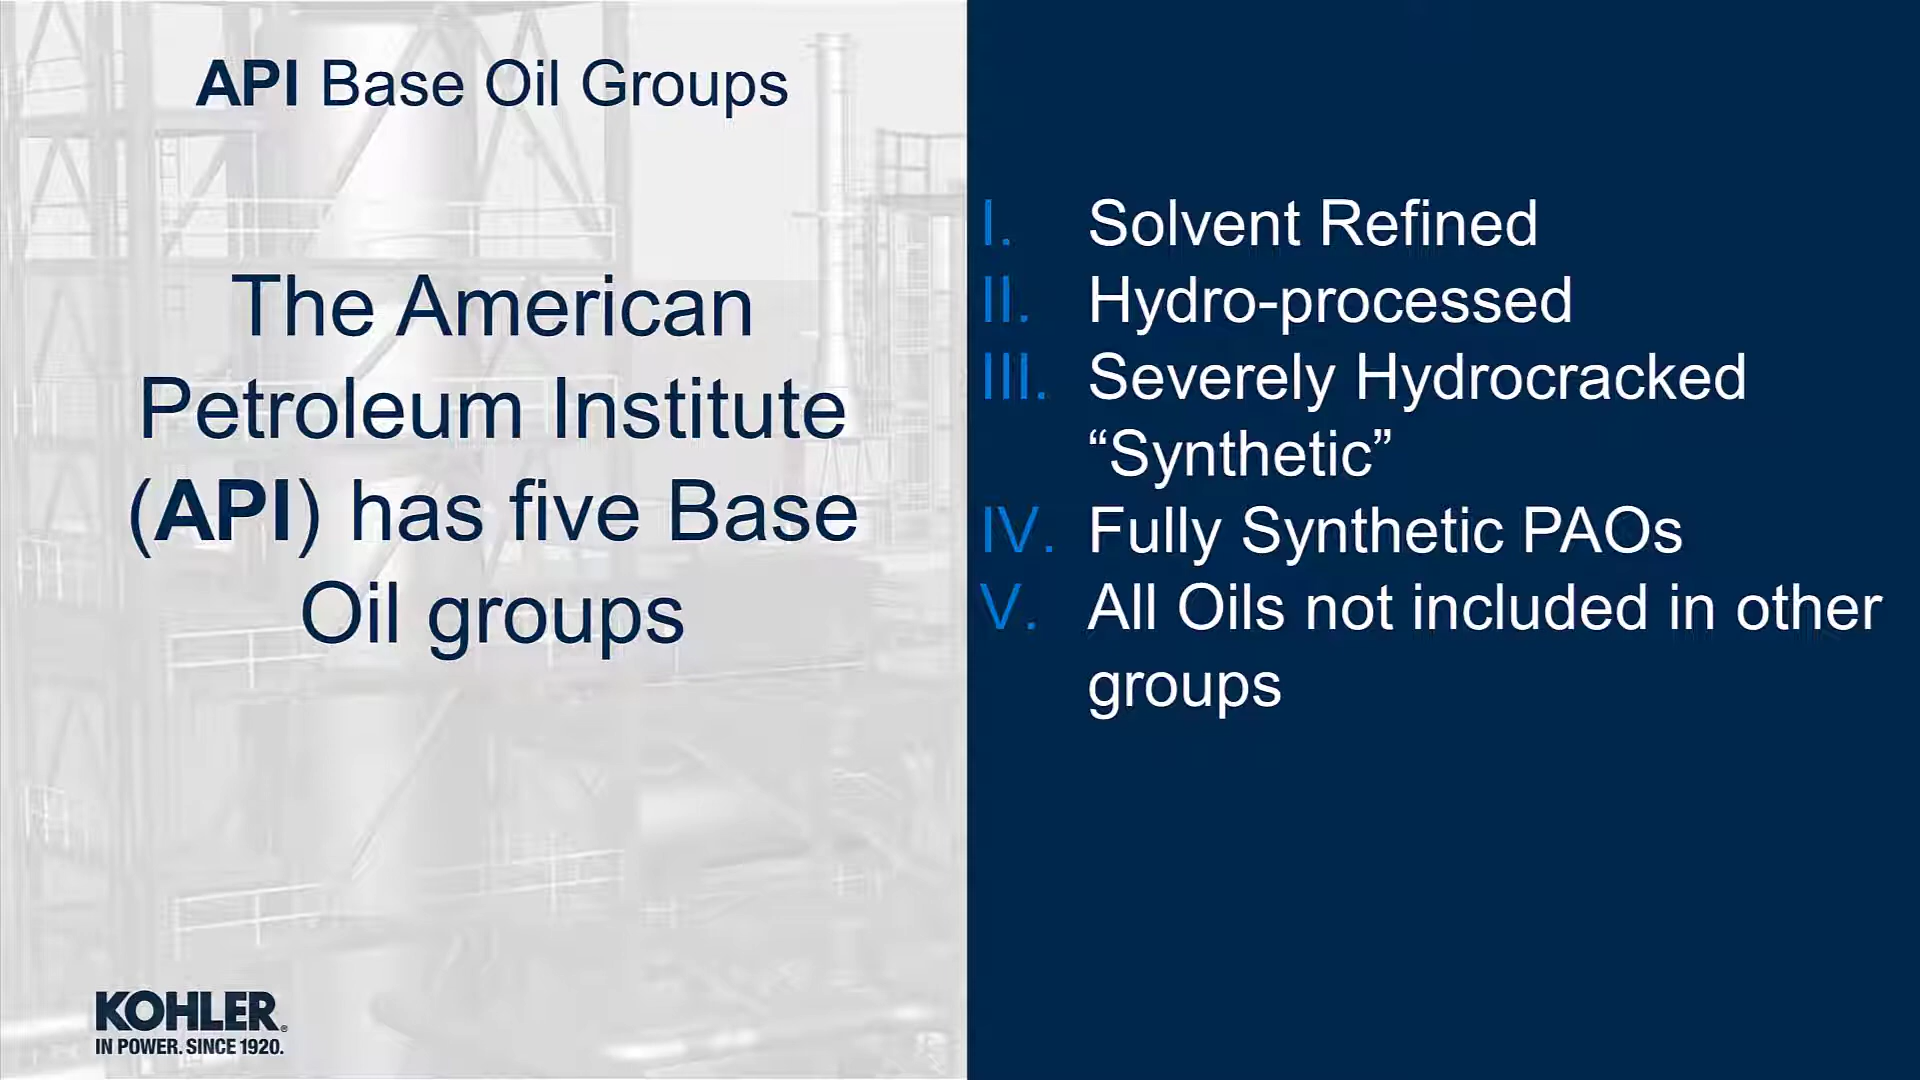 API Base Oil Groups
The American
Petroleum Institute
(API) has five Base
Oil groups
I. Solvent Refined
II. Hydro-processed
III. Severely Hydrocracked
“Synthetic”
IV. Fully Synthetic PAOs
V. All Oils not included in other
groups
KOHLER®
IN POWER. SINCE 1920.